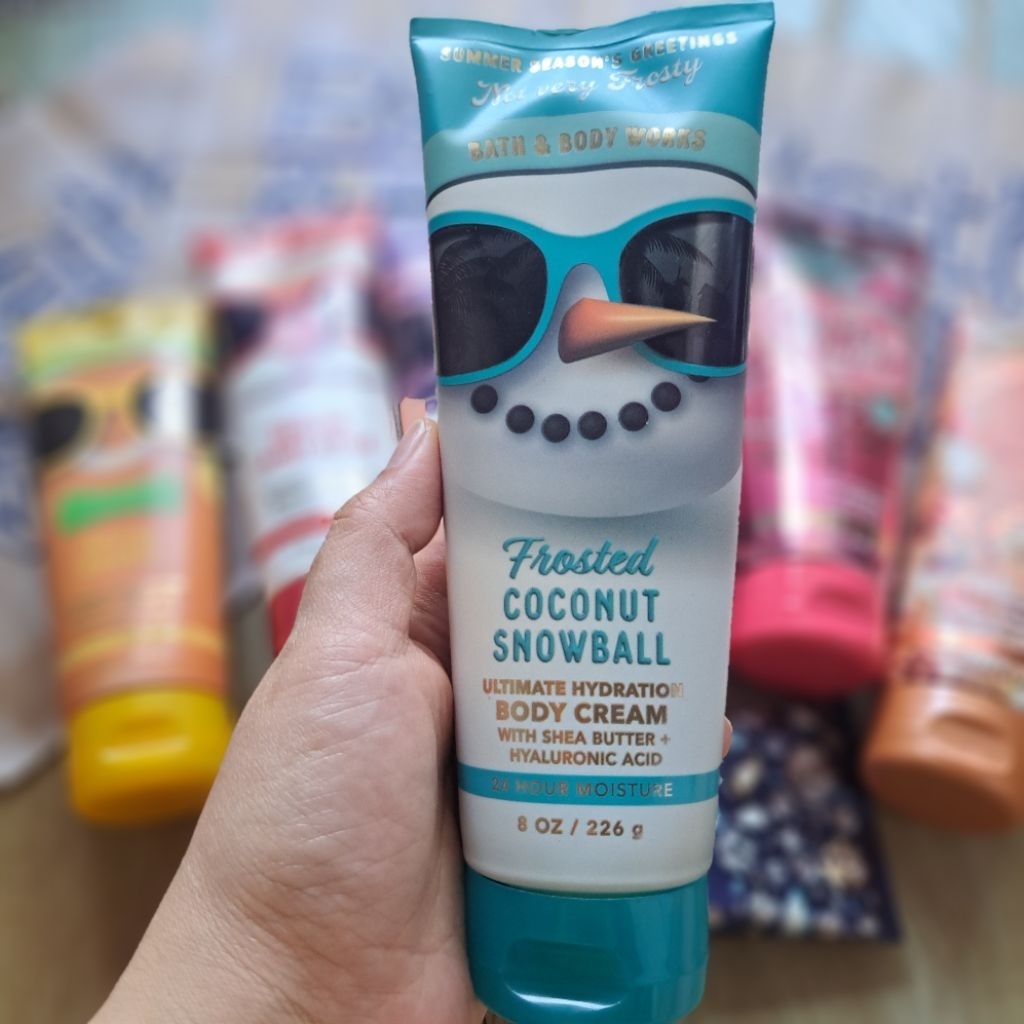 SUMMER SEASON'S GREETINGS
Not very Frosty
BATH & BODY WORKS
Frosted
COCONUT
SNOWBALL
ULTIMATE HYDRATION
BODY CREAM
WITH SHEA BUTTER +
HYALURONIC ACID
24 HOUR MOISTURE
8 OZ / 226 g